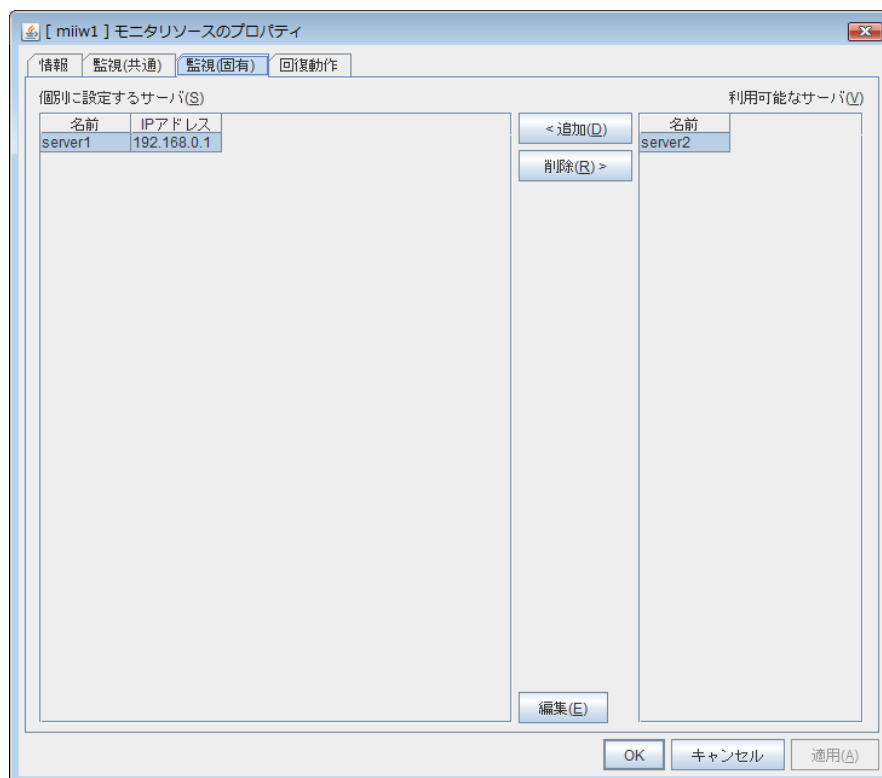 [ miiw1 ] モニタリソースのプロパティ
情報 監視(共通) 監視(固有) 回復動作
個別に設定するサーバ(S) 利用可能なサーバ(V)
名前 IPアドレス < 追加(D) 名前
server1 192.168.0.1 server2
削除(R) >
編集(E)
OK キャンセル 適用(A)